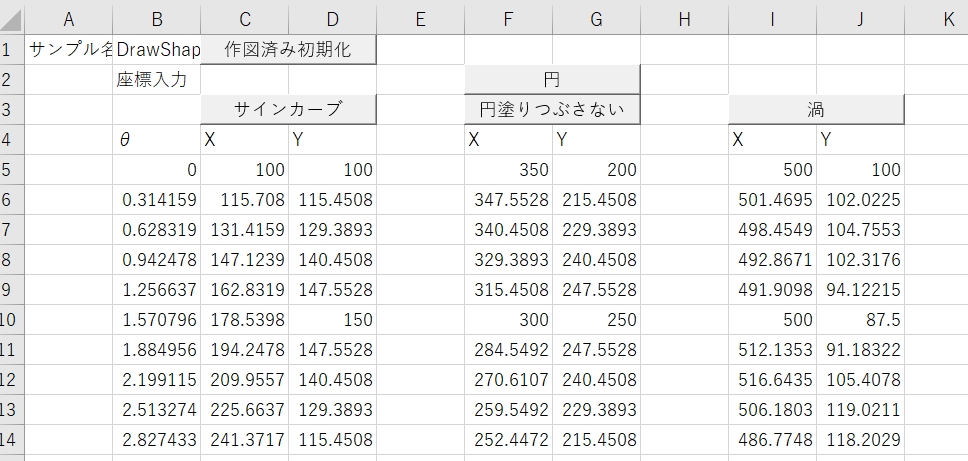 A B C D E F G H I J K
1 サンプル名 DrawShap 作図済み初期化
2 座標入力 円
3 サインカーブ 円塗りつぶさない 渦
4 θ X Y X Y X Y
5 0 100 100 350 200 500 100
6 0.314159 115.708 115.4508 347.5528 215.4508 501.4695 102.0225
7 0.628319 131.4159 129.3893 340.4508 229.3893 498.4549 104.7553
8 0.942478 147.1239 140.4508 329.3893 240.4508 492.8671 102.3176
9 1.256637 162.8319 147.5528 315.4508 247.5528 491.9098 94.12215
10 1.570796 178.5398 150 300 250 500 87.5
11 1.884956 194.2478 147.5528 284.5492 247.5528 512.1353 91.18322
12 2.199115 209.9557 140.4508 270.6107 240.4508 516.6435 105.4078
13 2.513274 225.6637 129.3893 259.5492 229.3893 506.1803 119.0211
14 2.827433 241.3717 115.4508 252.4472 215.4508 486.7748 118.2029